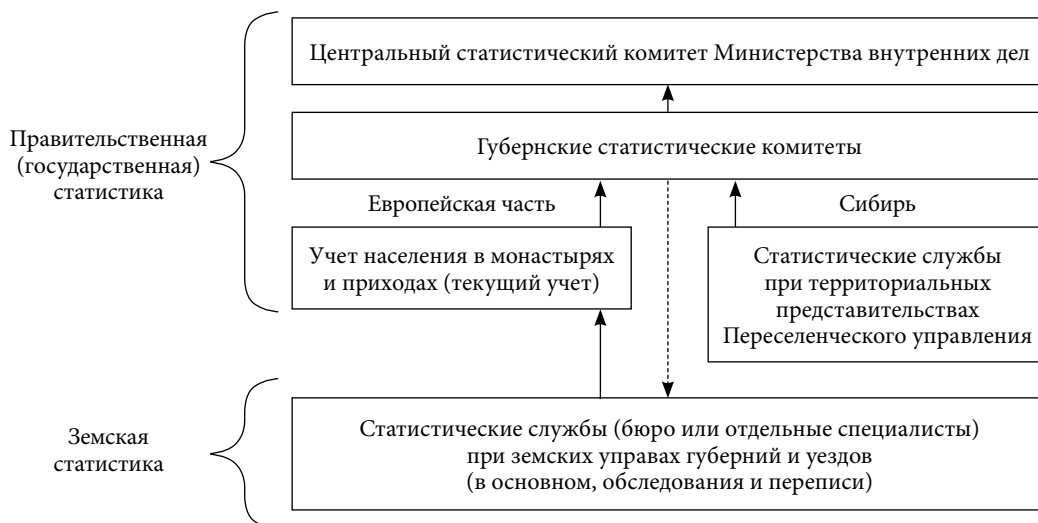 Центральный статистический комитет Министерства внутренних дел
Правительственная
(государственная)
статистика
Губернские статистические комитеты
Европейская часть
Сибирь
Учет населения в монастырях
и приходах (текущий учет)
Статистические службы
при территориальных
представительствах
Переселенческого управления
Земская
статистика
Статистические службы (бюро или отдельные специалисты)
при земских управах губерний и уездов
(в основном, обследования и переписи)